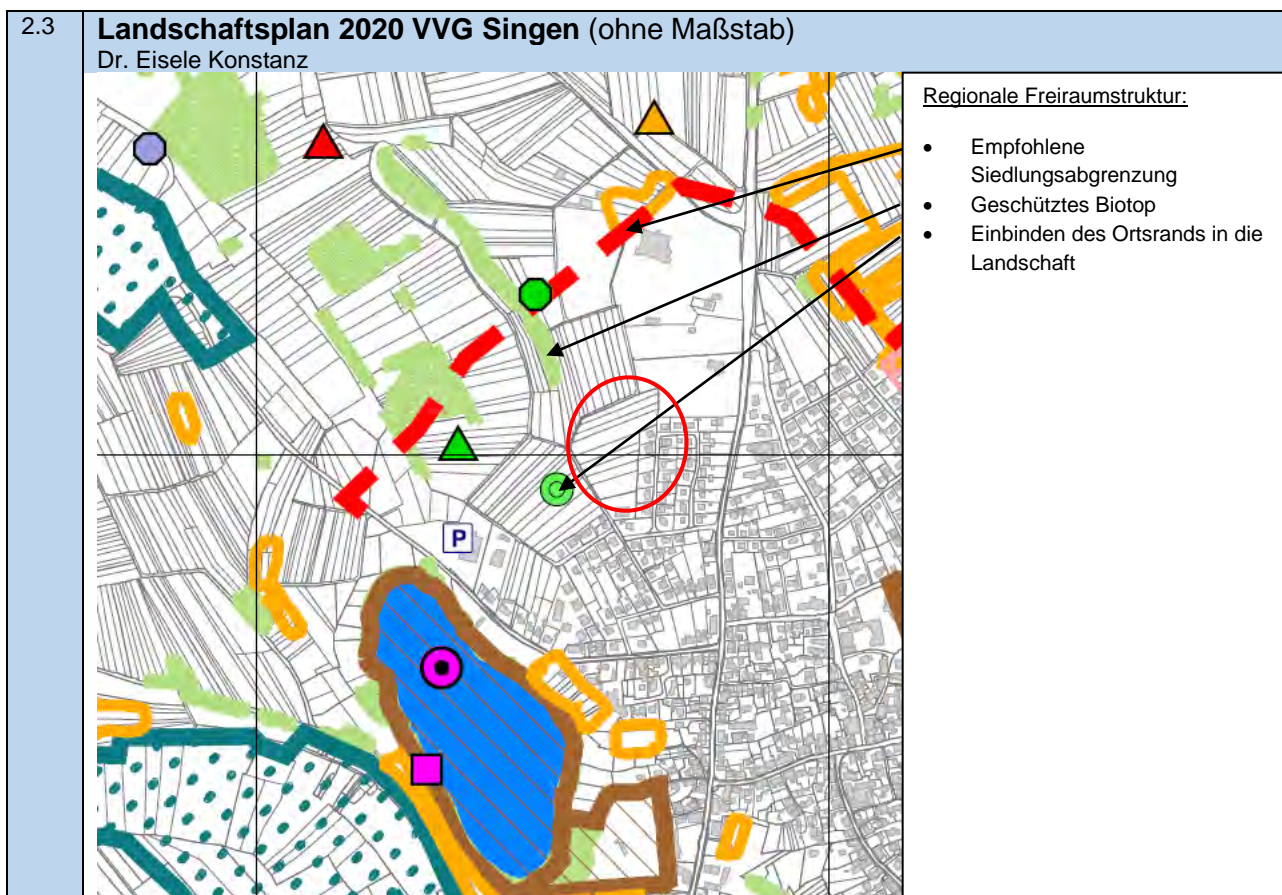 2.3 Landschaftsplan 2020 VVG Singen (ohne Maßstab)
Dr. Eisele Konstanz
Regionale Freiraumstruktur:
• Empfohlene
Siedlungsabgrenzung
• Geschütztes Biotop
• Einbinden des Ortsrands in die
Landschaft
P